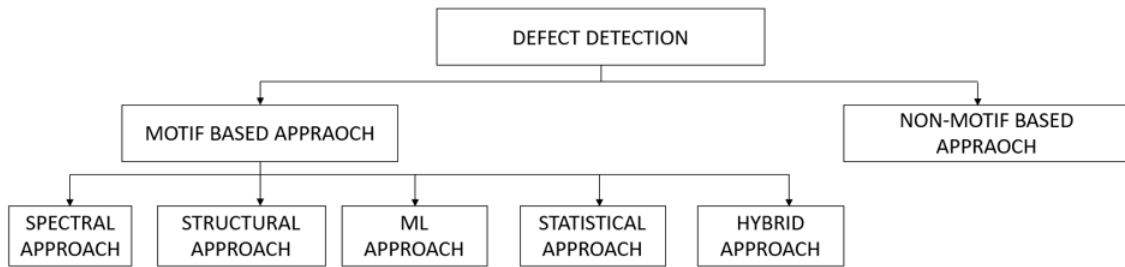 DEFECT DETECTION
MOTIF BASED APPRAOCH
NON-MOTIF BASED
APPRAOCH
SPECTRAL
APPROACH
STRUCTURAL
APPROACH
ML
APPROACH
STATISTICAL
APPROACH
HYBRID
APPROACH